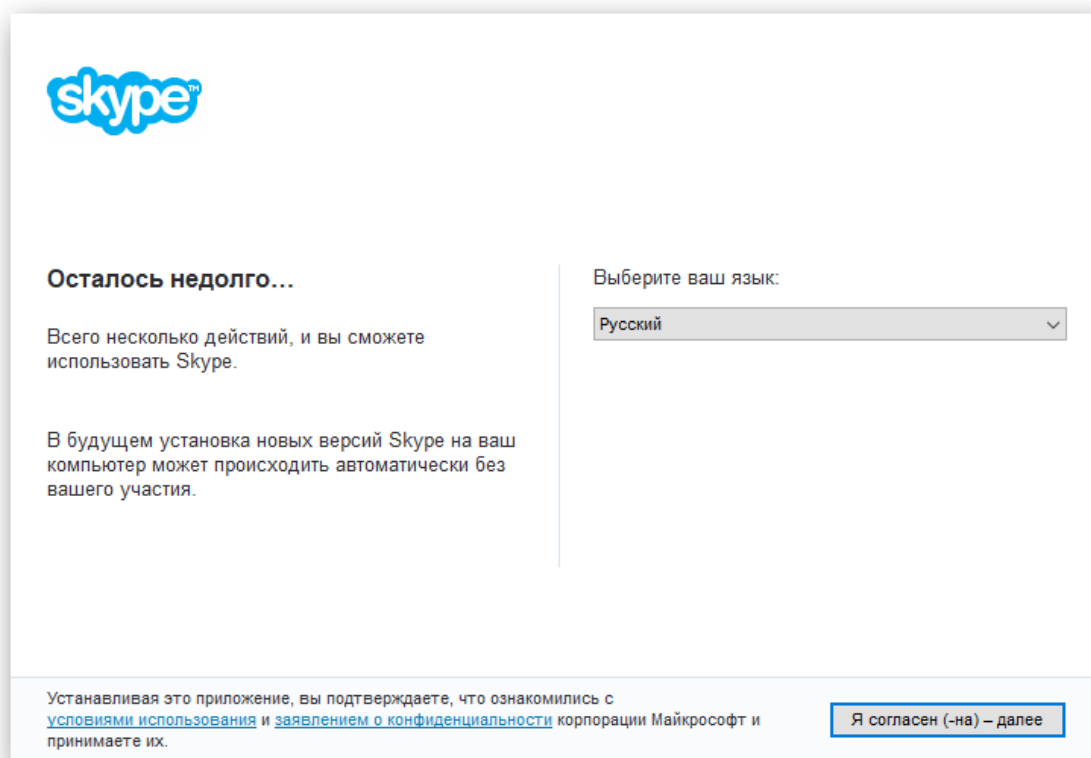 skype™
Осталось недолго...
Всего несколько действий, и вы сможете
использовать Skype.
В будущем установка новых версий Skype на ваш
компьютер может происходить автоматически без
вашего участия.
Выберите ваш язык:
Русский
Устанавливая это приложение, вы подтверждаете, что ознакомились с
условиями использования и заявлением о конфиденциальности корпорации Майкрософт и
принимаете их.
Я согласен (-на) – далее